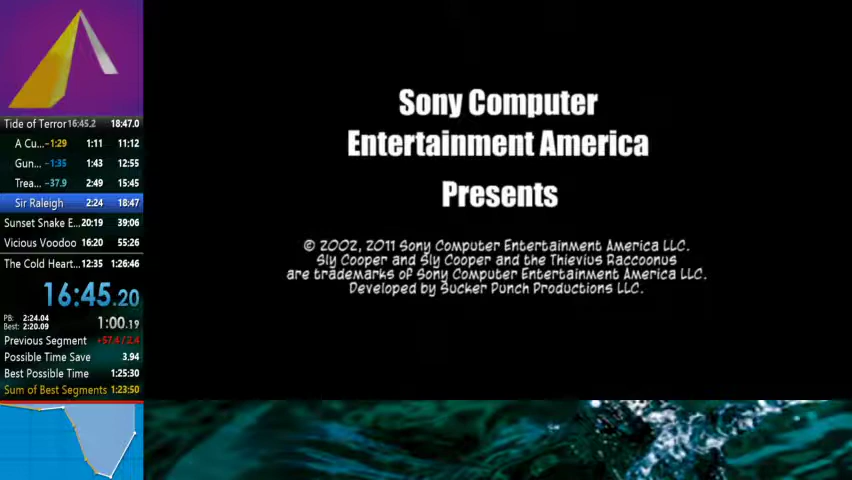 Tide of Terror 16:45.2 18:47.0
A Cu... -1:29 1:11 11:12
Gun... -1:35 1:43 12:55
Trea... -37.9 2:49 15:45
Sir Raleigh 2:24 18:47
Sunset Snake E... 20:19 39:06
Vicious Voodoo 16:20 55:26
The Cold Heart... 12:35 1:26:46
16:45.20
PB: 2:24.04
Best: 2:20.09
1:00.19
Previous Segment +57.4 / 2.4
Possible Time Save 3.94
Best Possible Time 1:25:30
Sum of Best Segments 1:23:50
Sony Computer
Entertainment America
Presents
© 2002, 2011 Sony Computer Entertainment America LLC.
Sly Cooper and Sly Cooper and the Thievius Raccoonus
are trademarks of Sony Computer Entertainment America LLC.
Developed by Sucker Punch Productions LLC.